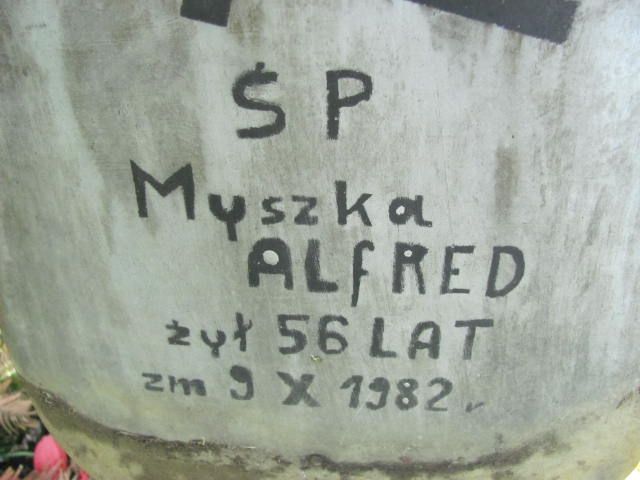 ŚP
Myszka
ALfRED
żył 56 LAT
zm 9 X 1982 r